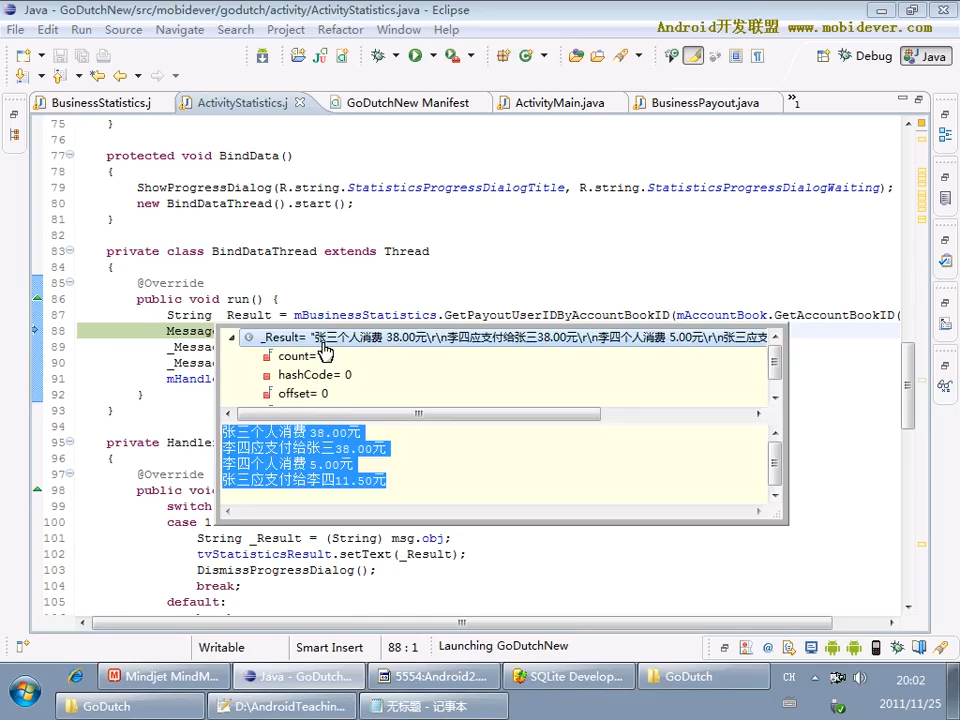 Java - GoDutchNew/src/mobidever/godutch/activity/ActivityStatistics.java - Eclipse
File Edit Run Source Navigate Search Project Refactor Window Help
Android开发联盟 www.mobidever.com
Debug Java
BusinessStatistics.j ActivityStatistics.j GoDutchNew Manifest ActivityMain.java BusinessPayout.java »1
75 }
76
77 protected void BindData()
78 {
79 ShowProgressDialog(R.string.StatisticsProgressDialogTitle, R.string.StatisticsProgressDialogWaiting);
80 new BindDataThread().start();
81 }
82
83 private class BindDataThread extends Thread
84 {
85 @Override
86 public void run() {
87 String _Result = mBusinessStatistics.GetPayoutUserIDByAccountBookID(mAccountBook.GetAccountBookID(
88 Message
89 _Messa
90 _Messa
91 mHandle
92 }
93 }
94
95 private Handler
96 {
97 @Override
98 public voi
99 switch
100 case 1
101 String _Result = (String) msg.obj;
102 tvStatisticsResult.setText(_Result);
103 DismissProgressDialog();
104 break;
105 default:
_Result= "张三个人消费 38.00元\r\n李四应支付给张三38.00元\r\n李四个人消费 5.00元\r\n张三应支
count=
hashCode= 0
offset= 0
张三个人消费 38.00元
李四应支付给张三38.00元
李四个人消费 5.00元
张三应支付给李四11.50元
Writable Smart Insert 88 : 1 Launching GoDutchNew
Mindjet MindM... Java - GoDutch... 5554:Android2.... SQLite Develop... GoDutch CH 20:02
GoDutch D:\AndroidTeachin... 无标题 - 记事本 2011/11/25